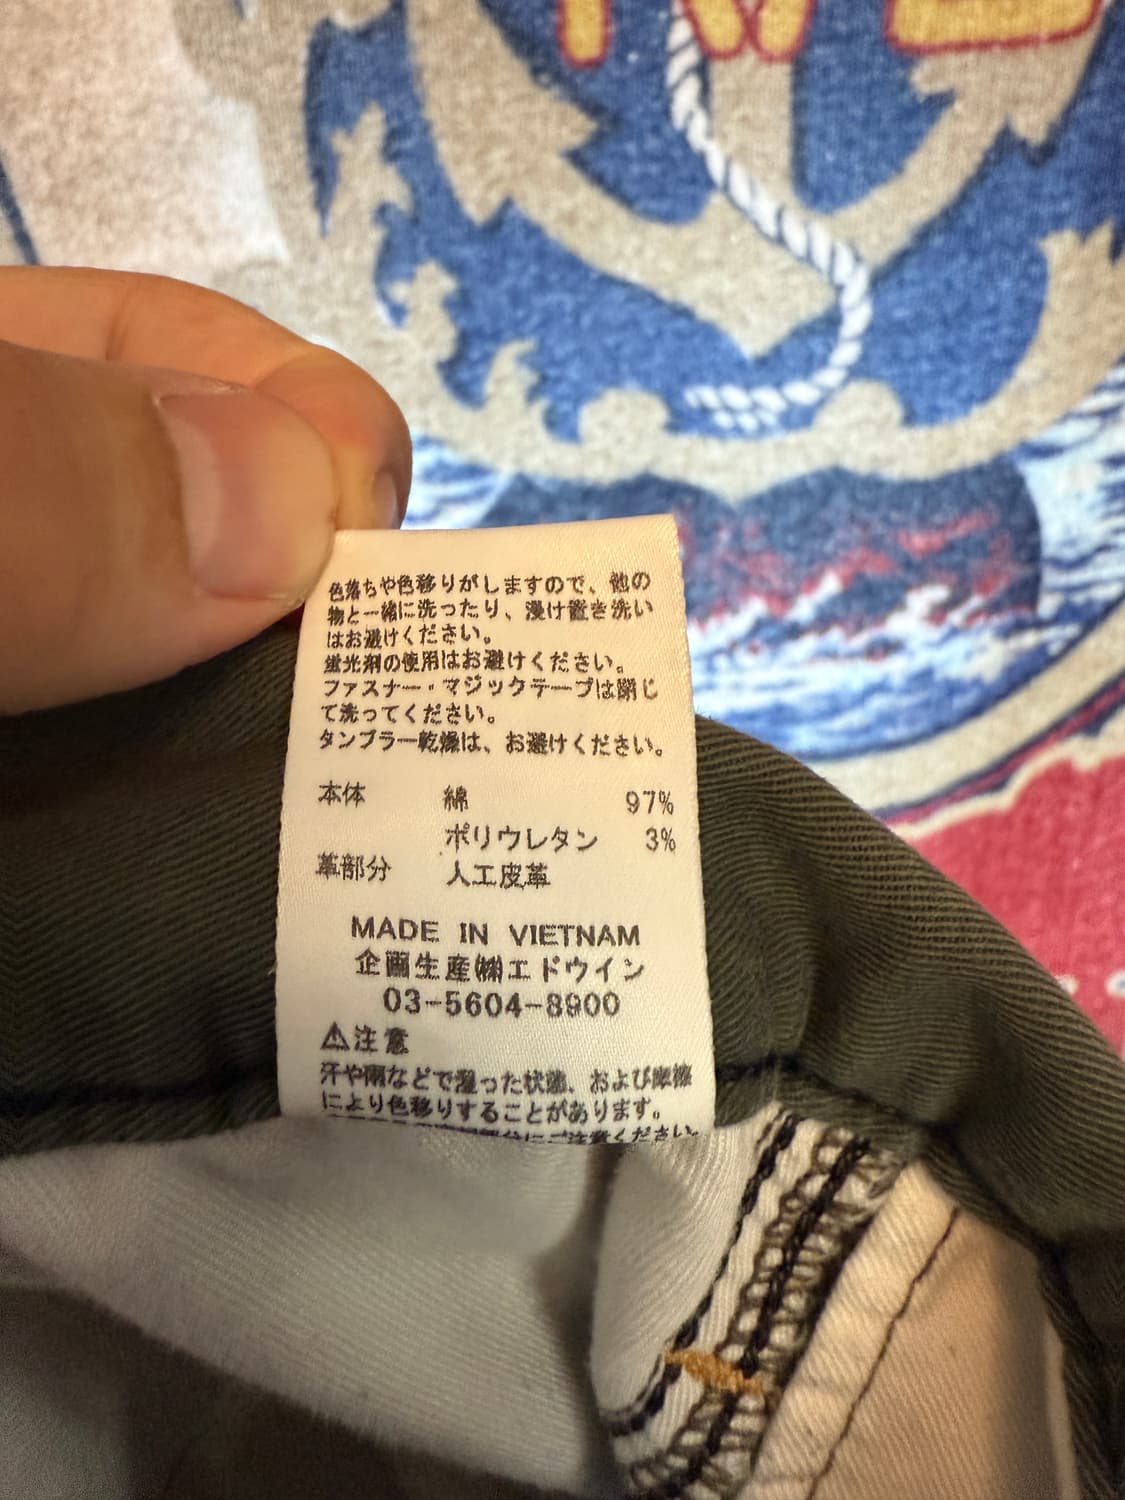 色落ちや色移りがしますので、他の
物と一緒に洗ったり、浸け置き洗い
はお避けください。
蛍光剤の使用はお避けください。
ファスナー・マジックテープは閉じ
て洗ってください。
タンブラー乾燥は、お避けください。
本体 綿 97%
ポリウレタン 3%
革部分 人工皮革
MADE IN VIETNAM
企画生産㈱エドウイン
03-5604-8900
⚠注意
汗や雨などで湿った状態、および摩擦
により色移りすることがあります。
にご注意ください。